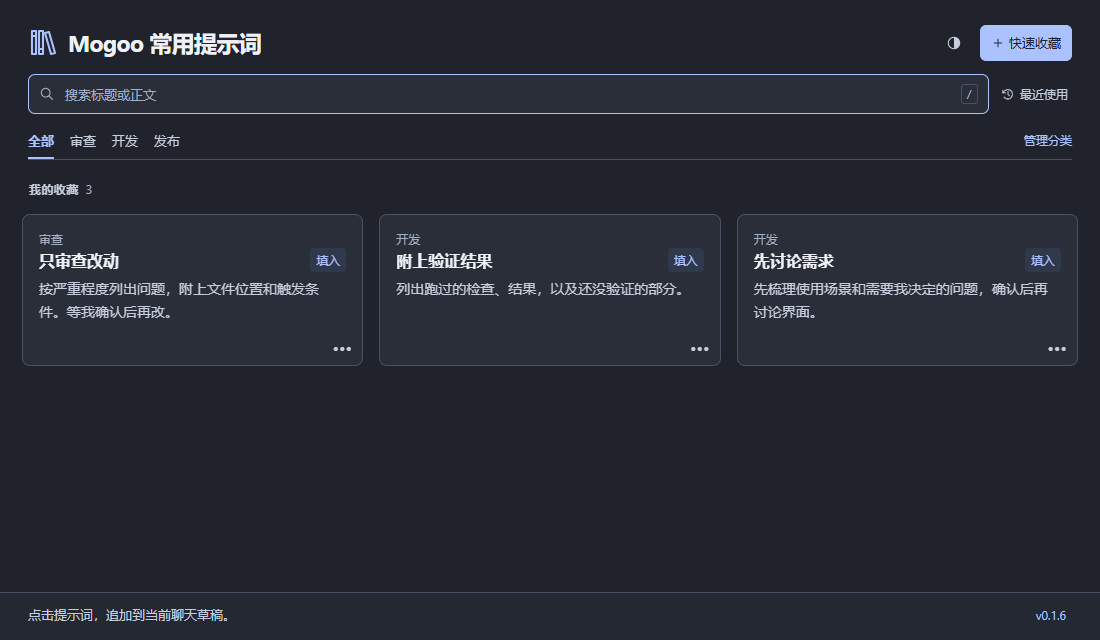 Mogoo 常用提示词
+ 快速收藏
搜索标题或正文
/
最近使用
全部 审查 开发 发布
管理分类
我的收藏 3
审查
只审查改动
填入
按严重程度列出问题，附上文件位置和触发条
件。等我确认后再改。
开发
附上验证结果
填入
列出跑过的检查、结果，以及还没验证的部分。
开发
先讨论需求
填入
先梳理使用场景和需要我决定的问题，确认后再
讨论界面。
点击提示词，追加到当前聊天草稿。
v0.1.6